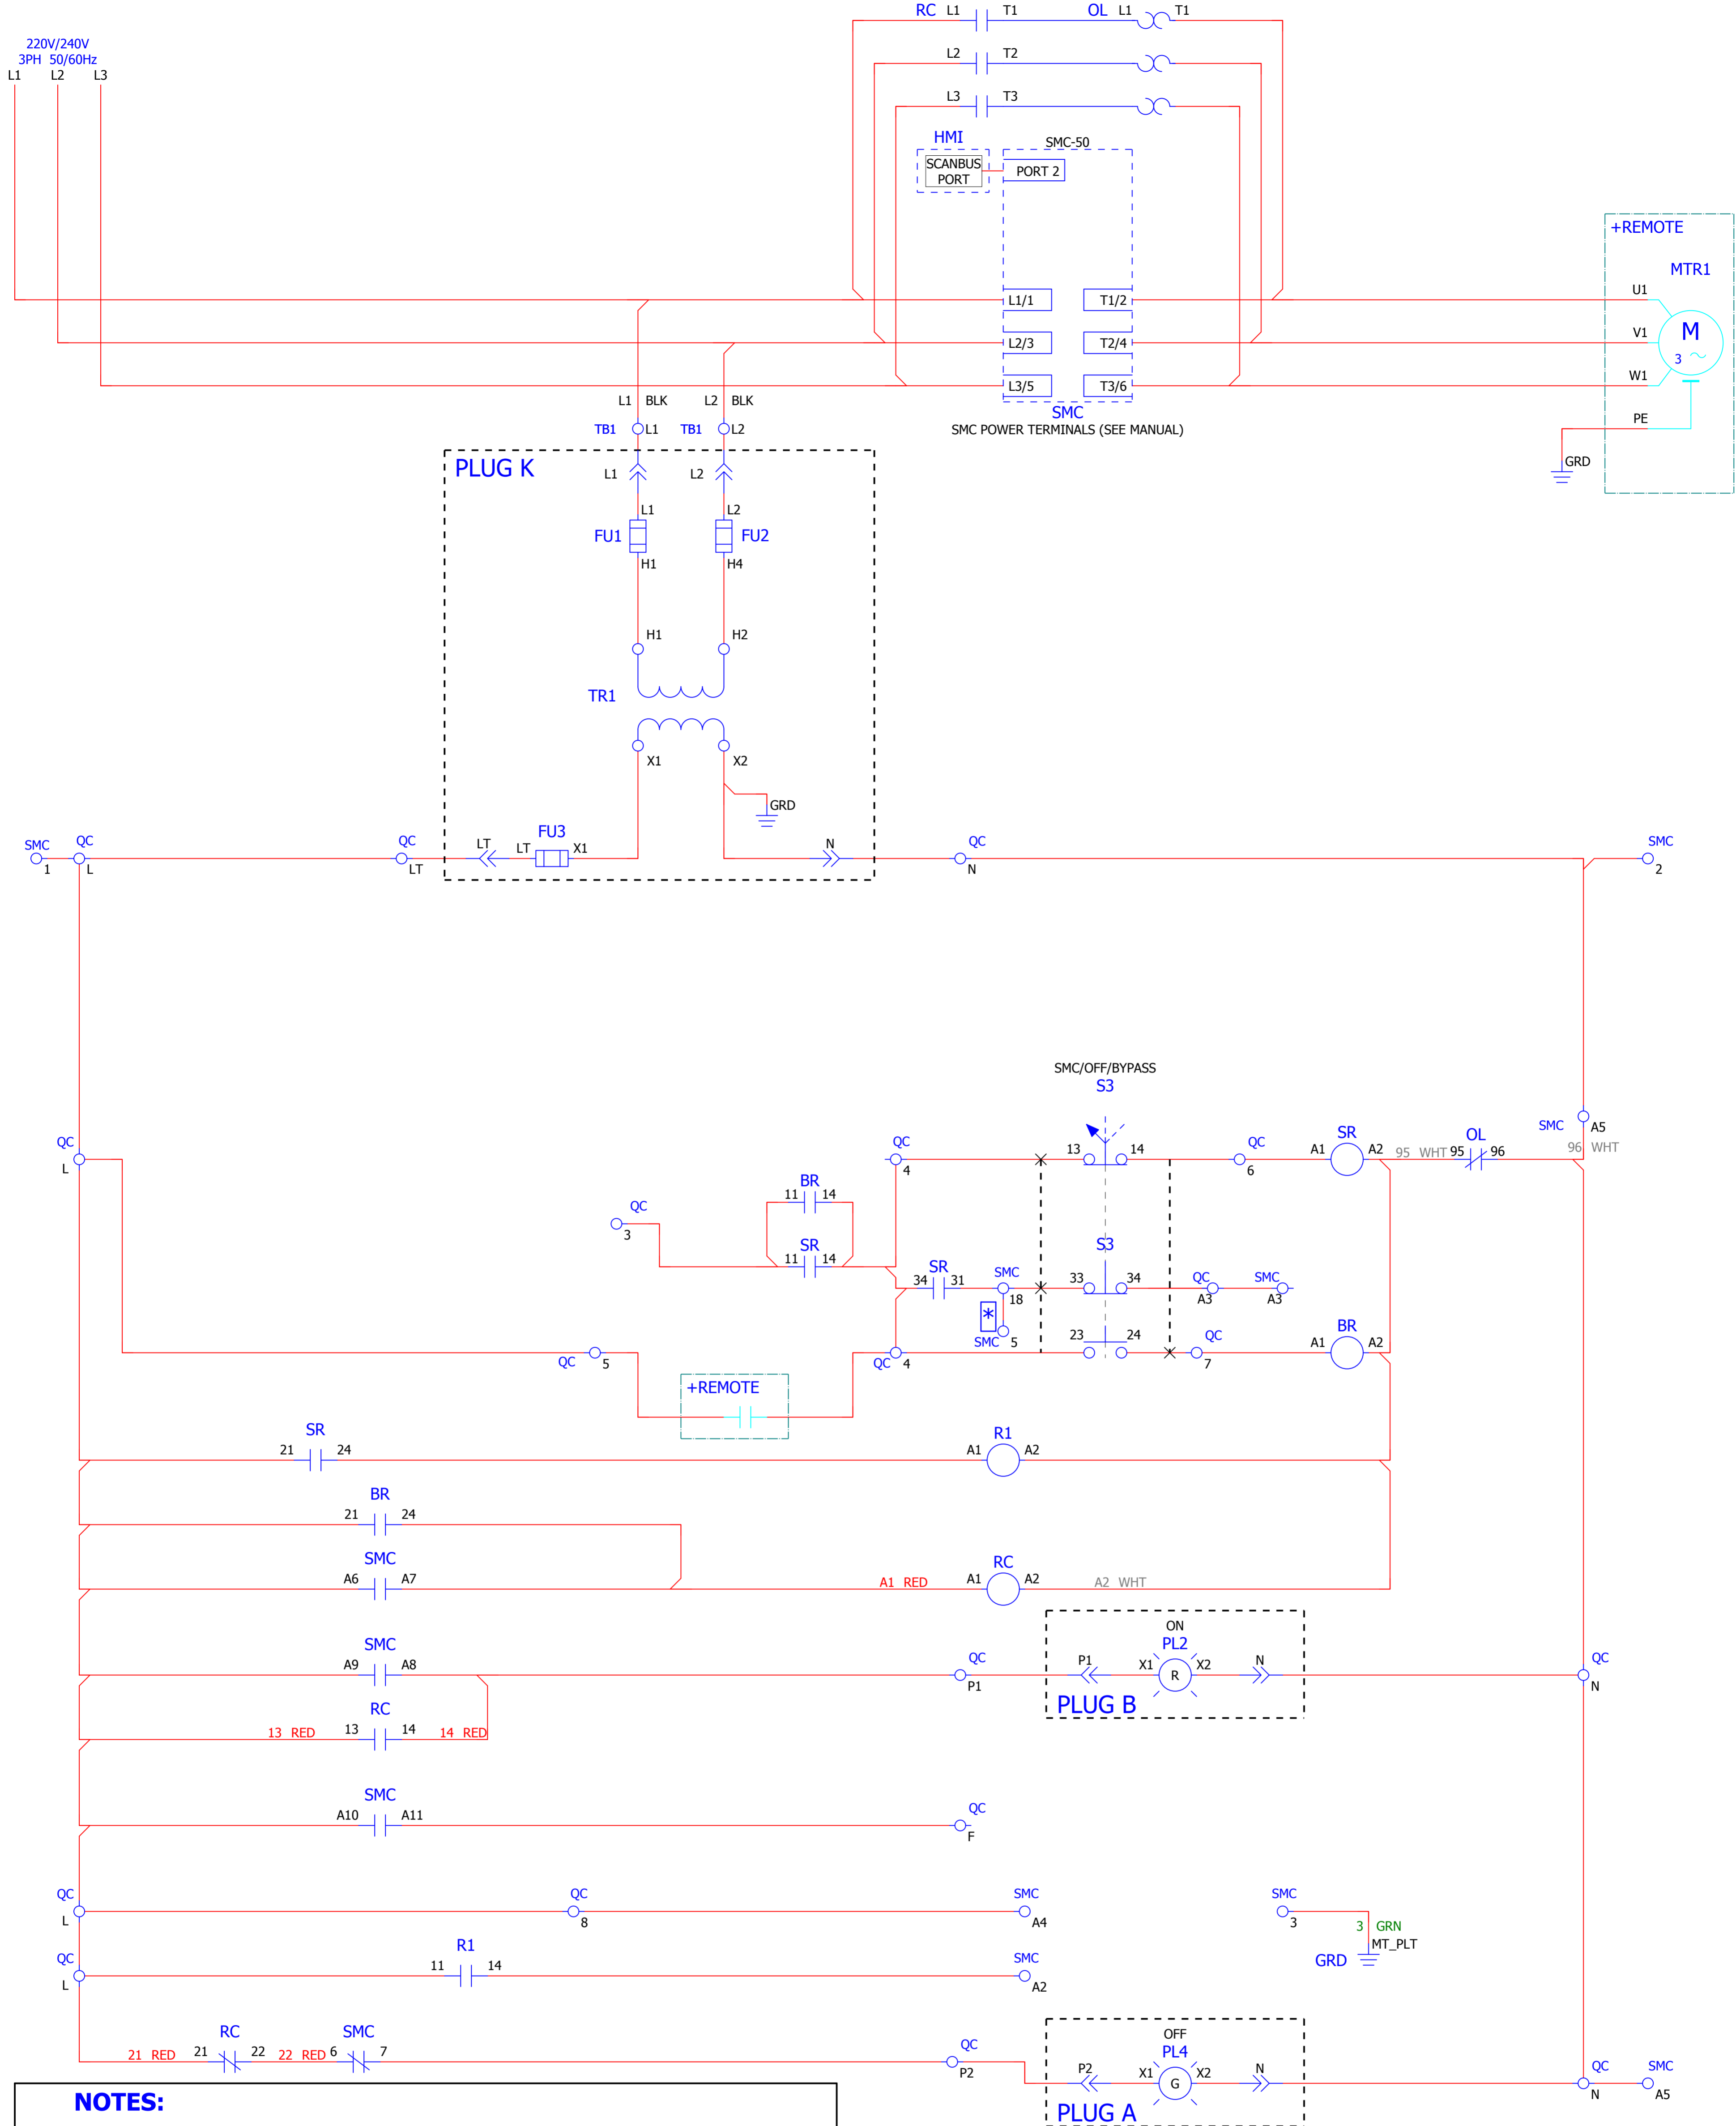 RC L1 T1 OL L1 T1
220V/240V
3PH 50/60Hz
L1 L2 L3
L2 T2
L3 T3
HMI
SMC-50
SCANBUS
PORT
PORT 2
+REMOTE
MTR1
L1/1 T1/2 U1
L2/3 T2/4 V1
M
3
L3/5 T3/6 W1
L1 BLK L2 BLK
SMC
SMC POWER TERMINALS (SEE MANUAL)
PE
GRD
TB1 L1 TB1 L2
PLUG K
L1 L2
L1 L2
FU1 FU2
H1 H4
H1 H2
TR1
X1 X2
GRD
SMC QC QC FU3 QC SMC
LT LT X1 N
1 L LT N 2
SMC/OFF/BYPASS
S3
SMC A5
QC QC 13 14 QC SR OL
A1 A2 95 WHT 95 96 96 WHT
L 4 6
BR
11 14
QC
3
SR
11 14
S3
SR
34 31 SMC 33 34 QC SMC
18 A3 A3
*
SMC 5
23 24 QC BR
A1 A2
QC 5 QC 4 7
+REMOTE
SR
21 24
R1
A1 A2
BR
21 24
SMC
A6 A7
RC
A1 RED A1 A2 A2 WHT
ON
PL2
SMC
A9 A8 QC P1 X1 R X2 N QC
P1 N
PLUG B
RC
13 RED 13 14 14 RED
SMC
A10 A11 QC
F
QC QC SMC SMC
L 8 A4 3
3 GRN
MT_PLT
GRD
QC R1 SMC
11 14
L A2
OFF
PL4
RC SMC
21 RED 21 22 22 RED 6 7 QC
P2
P2 X1 G X2 N QC SMC
N A5
PLUG A
NOTES: